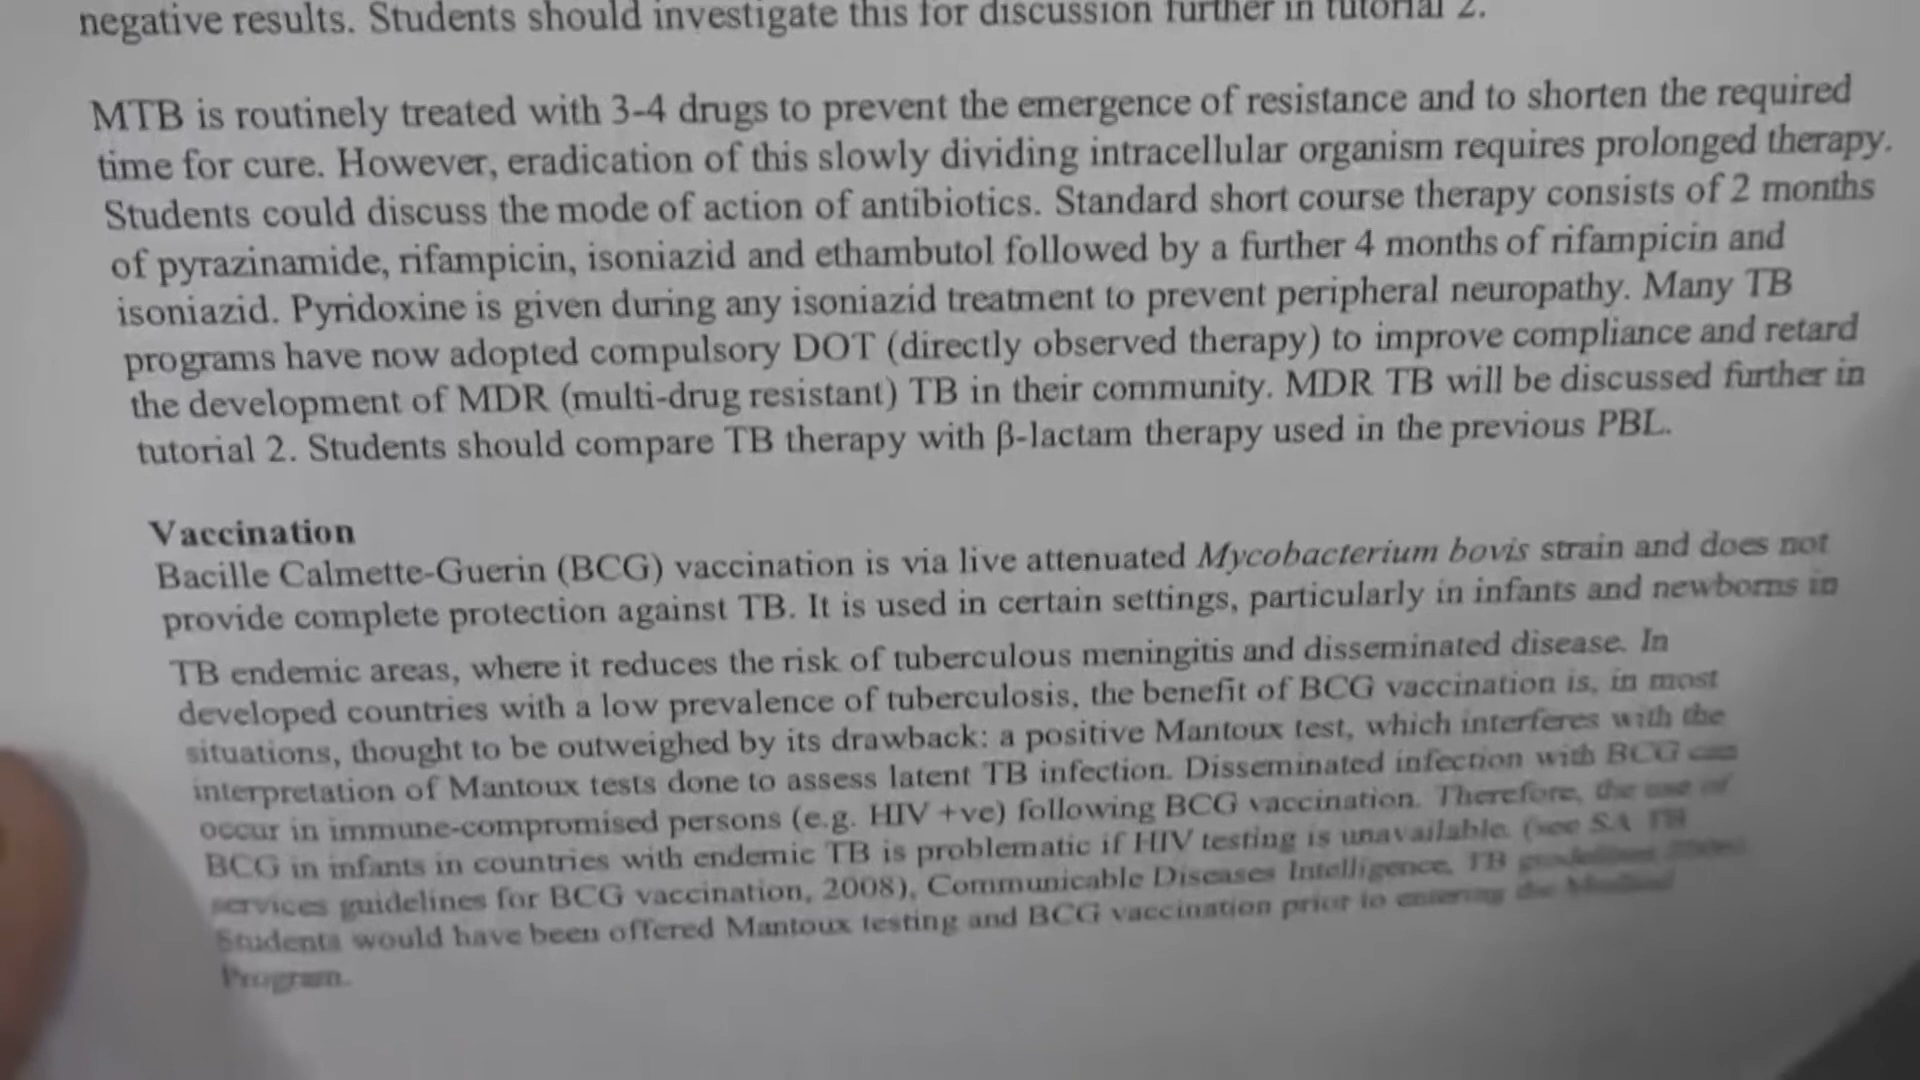 negative results. Students should investigate this for discussion further in tutorial 2.
MTB is routinely treated with 3-4 drugs to prevent the emergence of resistance and to shorten the required
time for cure. However, eradication of this slowly dividing intracellular organism requires prolonged therapy.
Students could discuss the mode of action of antibiotics. Standard short course therapy consists of 2 months
of pyrazinamide, rifampicin, isoniazid and ethambutol followed by a further 4 months of rifampicin and
isoniazid. Pyridoxine is given during any isoniazid treatment to prevent peripheral neuropathy. Many TB
programs have now adopted compulsory DOT (directly observed therapy) to improve compliance and retard
the development of MDR (multi-drug resistant) TB in their community. MDR TB will be discussed further in
tutorial 2. Students should compare TB therapy with β-lactam therapy used in the previous PBL.
Vaccination
Bacille Calmette-Guerin (BCG) vaccination is via live attenuated Mycobacterium bovis strain and does not
provide complete protection against TB. It is used in certain settings, particularly in infants and newborns in
TB endemic areas, where it reduces the risk of tuberculous meningitis and disseminated disease. In
developed countries with a low prevalence of tuberculosis, the benefit of BCG vaccination is, in most
situations, thought to be outweighed by its drawback: a positive Mantoux test, which interferes with the
interpretation of Mantoux tests done to assess latent TB infection. Disseminated infection with BCG can
occur in immune-compromised persons (e.g. HIV +ve) following BCG vaccination. Therefore, the use of
BCG in infants in countries with endemic TB is problematic if HIV testing is unavailable. (see SA TB
services guidelines for BCG vaccination, 2008), Communicable Diseases Intelligence, TB guidelines
Students would have been offered Mantoux testing and BCG vaccination prior to entering the Medical
Program.